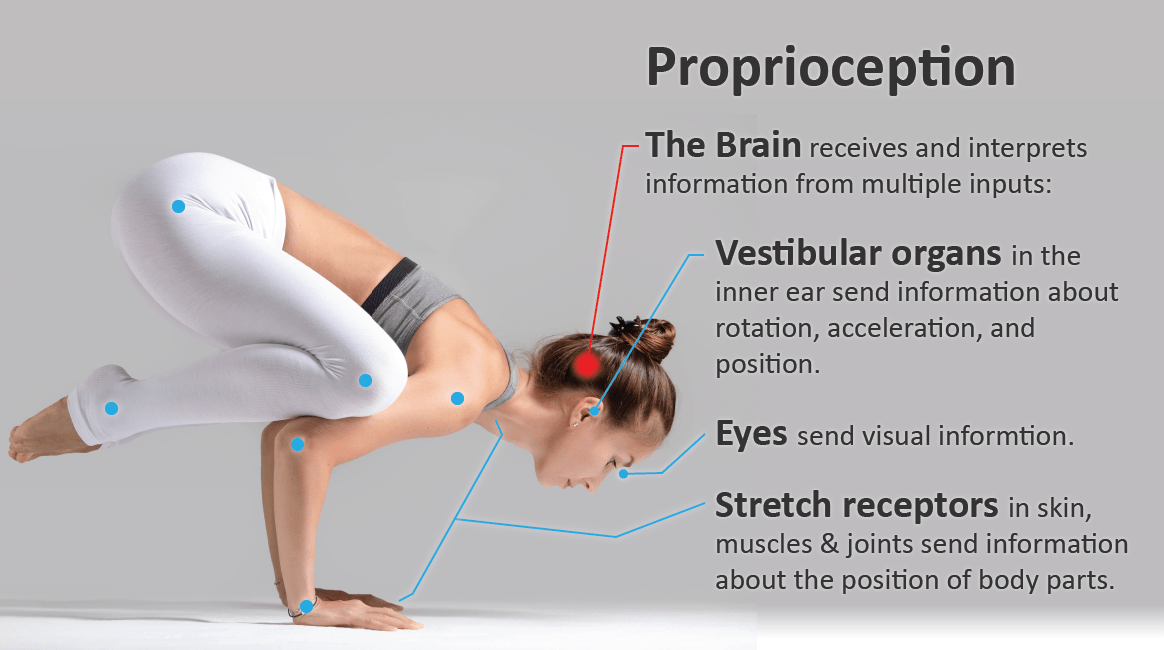 Proprioception
The Brain receives and interprets
information from multiple inputs:
Vestibular organs in the
inner ear send information about
rotation, acceleration, and
position.
Eyes send visual informtion.
Stretch receptors in skin,
muscles & joints send information
about the position of body parts.